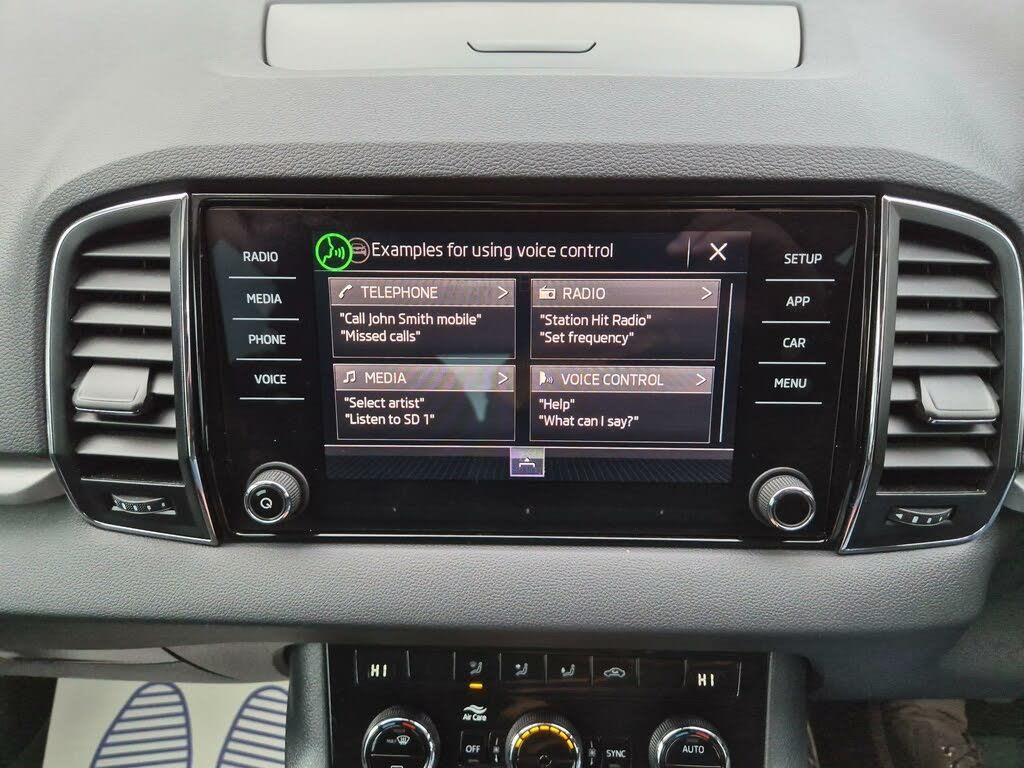 Examples for using voice control
RADIO
MEDIA
PHONE
VOICE
TELEPHONE
"Call John Smith mobile"
"Missed calls"
RADIO
"Station Hit Radio"
"Set frequency"
MEDIA
"Select artist"
"Listen to SD 1"
VOICE CONTROL
"Help"
"What can I say?"
SETUP
APP
CAR
MENU
HI
HI
Air Care
OFF
SYNC
AUTO